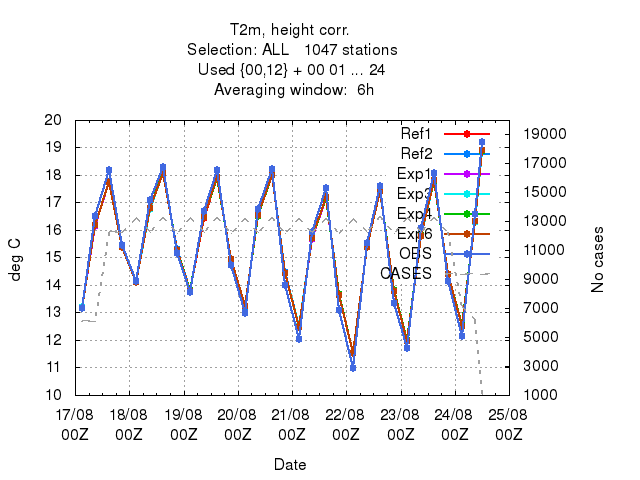 T2m, height corr.
Selection: ALL   1047 stations
Used {00,12} + 00 01 ... 24
Averaging window:  6h
deg C
20
19
18
17
16
15
14
13
12
11
10
Ref1
Ref2
Exp1
Exp3
Exp4
Exp6
OBS
CASES
19000
17000
15000
13000
11000
9000
7000
5000
3000
1000
No cases
17/08 18/08 19/08 20/08 21/08 22/08 23/08 24/08 25/08
00Z 00Z 00Z 00Z 00Z 00Z 00Z 00Z 00Z
Date